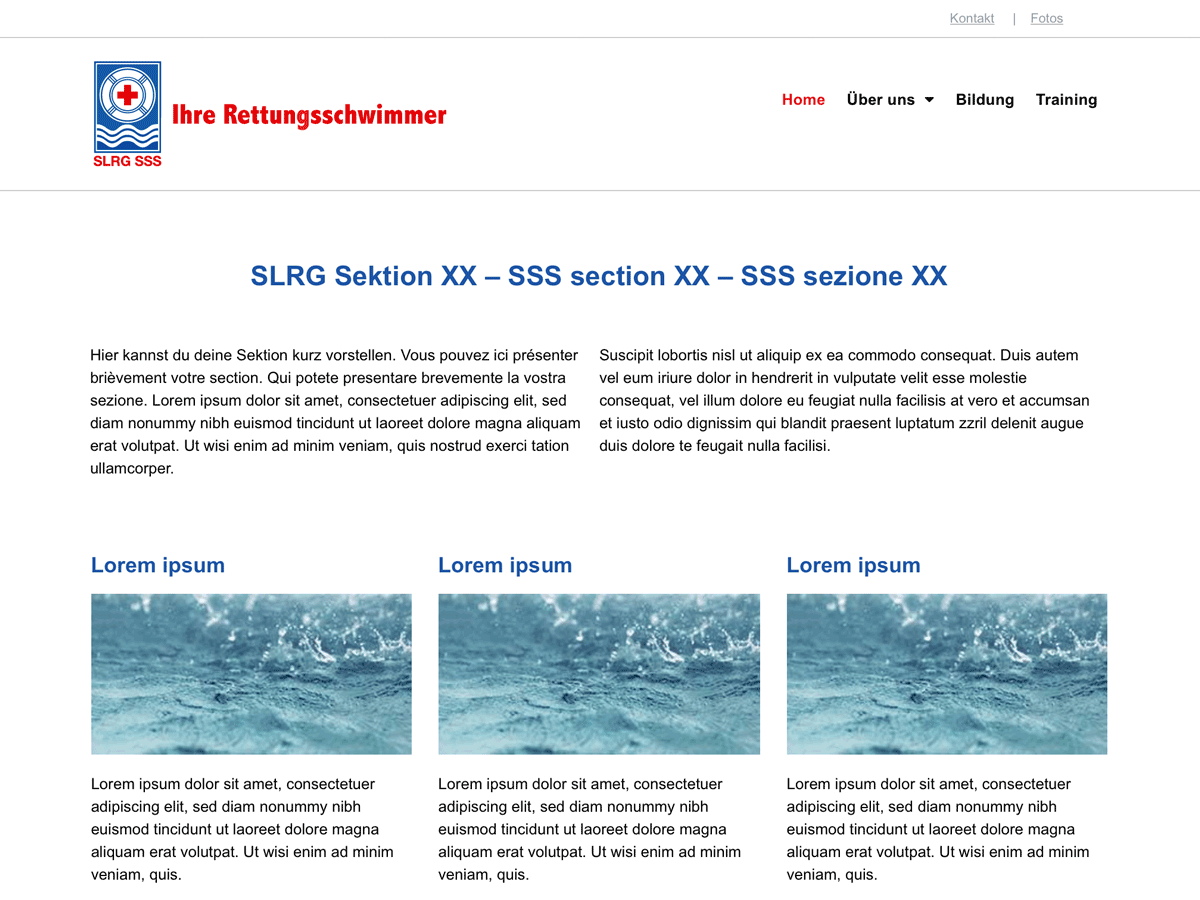 Kontakt | Fotos
SLRG SSS
Ihre Rettungsschwimmer
Home Über uns Bildung Training
SLRG Sektion XX – SSS section XX – SSS sezione XX
Hier kannst du deine Sektion kurz vorstellen. Vous pouvez ici présenter
brièvement votre section. Qui potete presentare brevemente la vostra
sezione. Lorem ipsum dolor sit amet, consectetuer adipiscing elit, sed
diam nonummy nibh euismod tincidunt ut laoreet dolore magna aliquam
erat volutpat. Ut wisi enim ad minim veniam, quis nostrud exerci tation
ullamcorper.
Suscipit lobortis nisl ut aliquip ex ea commodo consequat. Duis autem
vel eum iriure dolor in hendrerit in vulputate velit esse molestie
consequat, vel illum dolore eu feugiat nulla facilisis at vero et accumsan
et iusto odio dignissim qui blandit praesent luptatum zzril delenit augue
duis dolore te feugait nulla facilisi.
Lorem ipsum
Lorem ipsum dolor sit amet, consectetuer
adipiscing elit, sed diam nonummy nibh
euismod tincidunt ut laoreet dolore magna
aliquam erat volutpat. Ut wisi enim ad minim
veniam, quis.
Lorem ipsum
Lorem ipsum dolor sit amet, consectetuer
adipiscing elit, sed diam nonummy nibh
euismod tincidunt ut laoreet dolore magna
aliquam erat volutpat. Ut wisi enim ad minim
veniam, quis.
Lorem ipsum
Lorem ipsum dolor sit amet, consectetuer
adipiscing elit, sed diam nonummy nibh
euismod tincidunt ut laoreet dolore magna
aliquam erat volutpat. Ut wisi enim ad minim
veniam, quis.